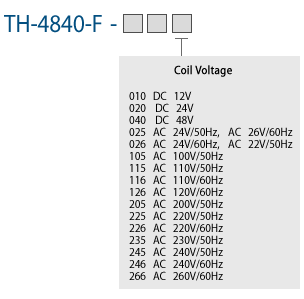 TH-4840-F - □ □ □
Coil Voltage
010 DC 12V
020 DC 24V
040 DC 48V
025 AC 24V/50Hz, AC 26V/60Hz
026 AC 24V/60Hz, AC 22V/50Hz
105 AC 100V/50Hz
115 AC 110V/50Hz
116 AC 110V/60Hz
126 AC 120V/60Hz
205 AC 200V/50Hz
225 AC 220V/50Hz
226 AC 220V/60Hz
235 AC 230V/50Hz
245 AC 240V/50Hz
246 AC 240V/60Hz
266 AC 260V/60Hz